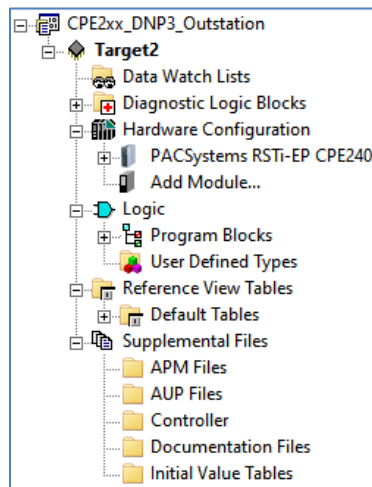 CPE2xx_DNP3_Outstation
Target2
Data Watch Lists
Diagnostic Logic Blocks
Hardware Configuration
PACSystems RSTi-EP CPE240
Add Module...
Logic
Program Blocks
User Defined Types
Reference View Tables
Default Tables
Supplemental Files
APM Files
AUP Files
Controller
Documentation Files
Initial Value Tables